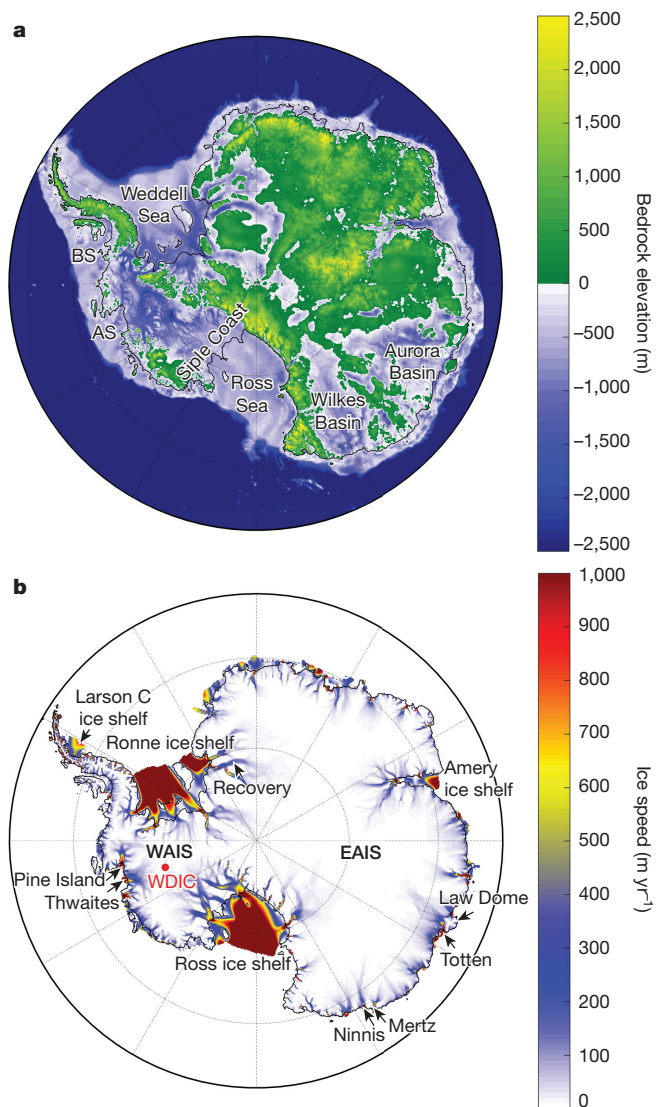 a
Weddell
Sea
BS
AS
Siple Coast
Ross
Sea
Wilkes
Basin
Aurora
Basin
2,500
2,000
1,500
1,000
500
0
–500
–1,000
–1,500
–2,000
–2,500
Bedrock elevation (m)
b
Larson C
ice shelf
Ronne ice shelf
Recovery
Amery
ice shelf
WAIS
EAIS
WDIC
Pine Island
Thwaites
Law Dome
Totten
Ross ice shelf
Ninnis
Mertz
1,000
900
800
700
600
500
400
300
200
100
0
Ice speed (m yr⁻¹)